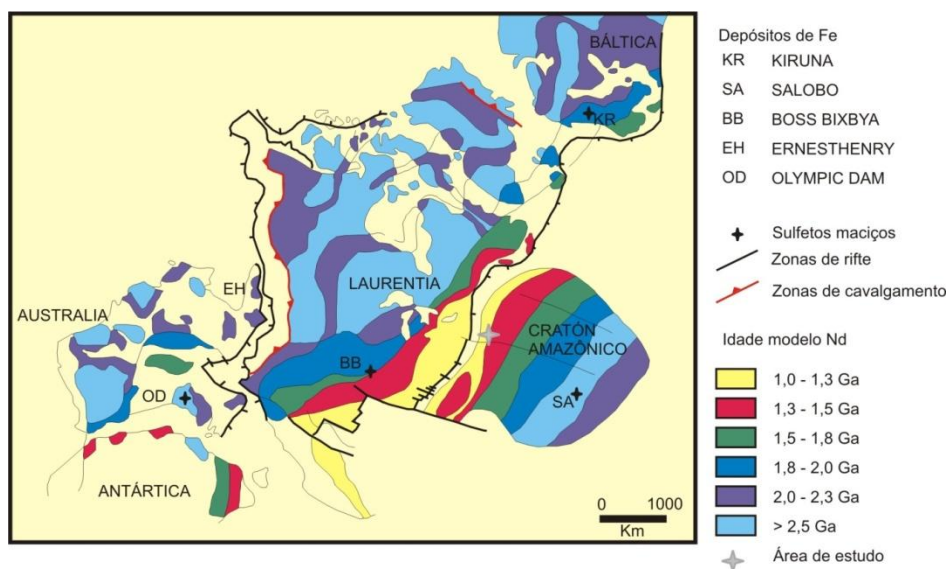 BÁLTICA
KR
LAURENTIA
EH
AUSTRALIA
CRATÓN
AMAZÔNICO
BB
OD
SA
ANTÁRTICA
0 1000
Km
Depósitos de Fe
KR KIRUNA
SA SALOBO
BB BOSS BIXBYA
EH ERNESTHENRY
OD OLYMPIC DAM
Sulfetos maciços
Zonas de rifte
Zonas de cavalgamento
Idade modelo Nd
1,0 - 1,3 Ga
1,3 - 1,5 Ga
1,5 - 1,8 Ga
1,8 - 2,0 Ga
2,0 - 2,3 Ga
> 2,5 Ga
Área de estudo